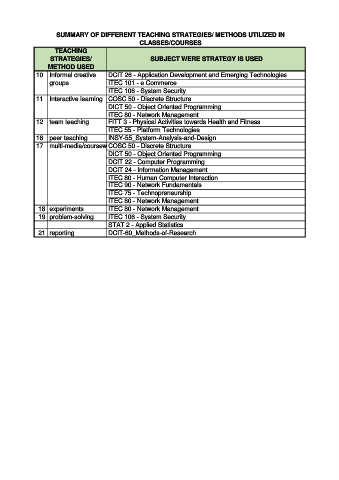 SUMMARY OF DIFFERENT TEACHING STRATEGIES/ METHODS UTILIZED IN
CLASSES/COURSES
TEACHING
STRATEGIES/
METHOD USED
SUBJECT WERE STRATEGY IS USED
10 Informal creative groups DCIT 26 - Application Development and Emerging Technologies
ITEC 101 - e Commerce
ITEC 106 - System Security
11 Interactive learning COSC 50 - Discrete Structure
DICT 50 - Object Oriented Programming
ITEC 80 - Network Management
12 team teaching FITT 3 - Physical Activities towards Health and Fitness
ITEC 55 - Platform Technologies
16 peer teaching INSY-55_System-Analysis-and-Design
17 multi-media/coursew COSC 50 - Discrete Structure
DICT 50 - Object Oriented Programming
DCIT 22 - Computer Programming
DCIT 24 - Information Management
ITEC 80 - Human Computer Interaction
ITEC 90 - Network Fundamentals
ITEC 75 - Technopreneurship
ITEC 80 - Network Management
18 experiments ITEC 80 - Network Management
19 problem-solving ITEC 106 - System Security
STAT 2 - Applied Statistics
21 reporting DCIT-60_Methods-of-Research